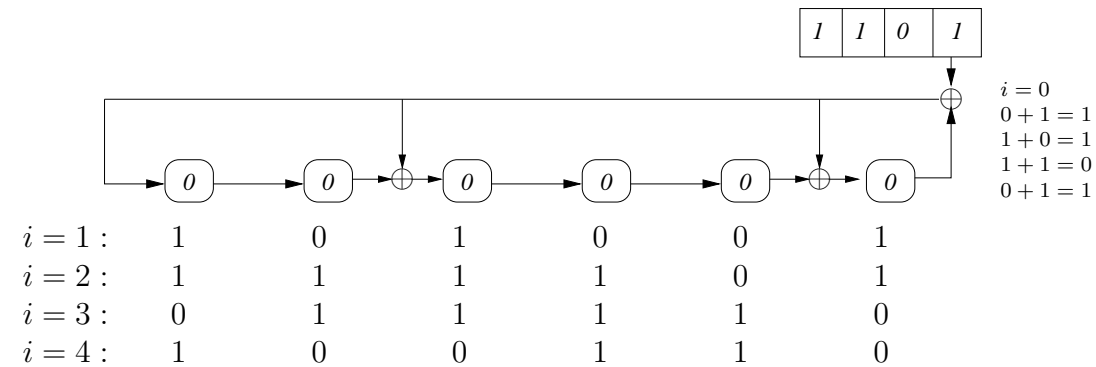 1 1 0 1
i = 0
0 + 1 = 1
1 + 0 = 1
1 + 1 = 0
0 + 1 = 1
0 0 0 0 0 0
i = 1 : 1 0 1 0 0 1
i = 2 : 1 1 1 1 0 1
i = 3 : 0 1 1 1 1 0
i = 4 : 1 0 0 1 1 0